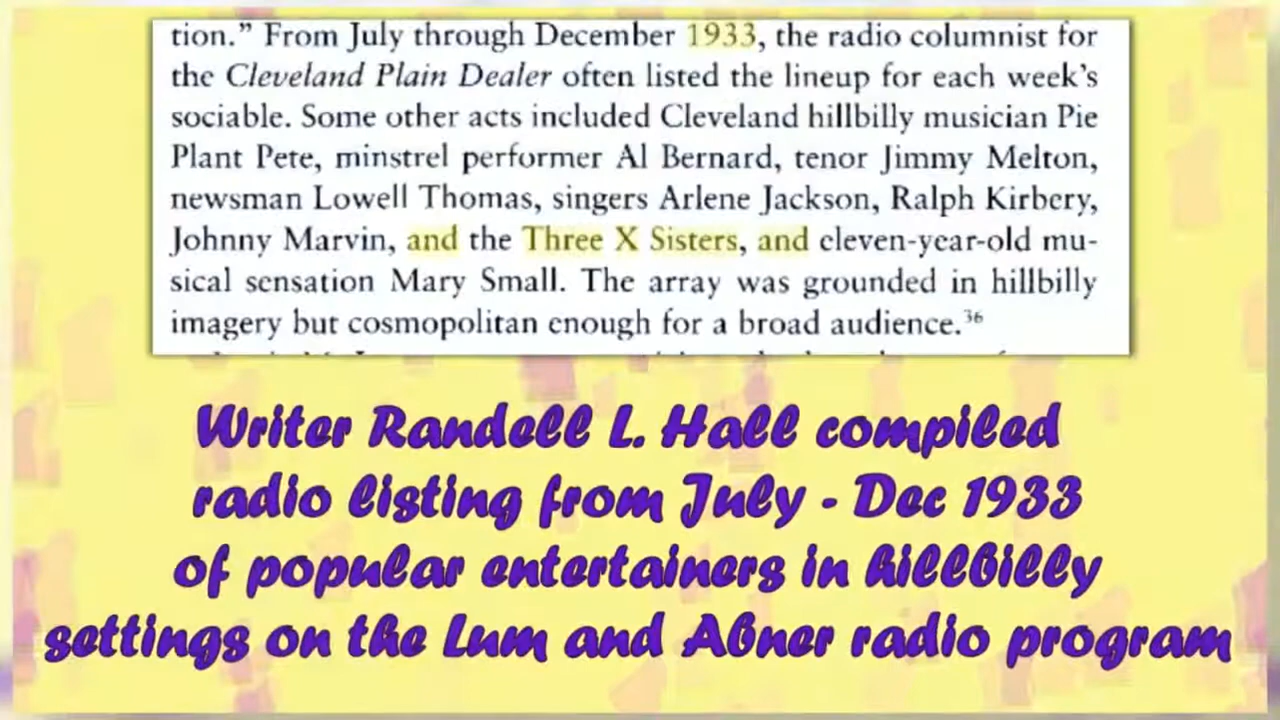 tion.” From July through December 1933, the radio columnist for
the Cleveland Plain Dealer often listed the lineup for each week’s
sociable. Some other acts included Cleveland hillbilly musician Pie
Plant Pete, minstrel performer Al Bernard, tenor Jimmy Melton,
newsman Lowell Thomas, singers Arlene Jackson, Ralph Kirbery,
Johnny Marvin, and the Three X Sisters, and eleven-year-old mu-
sical sensation Mary Small. The array was grounded in hillbilly
imagery but cosmopolitan enough for a broad audience.³⁶
Writer Randell L. Hall compiled
radio listing from July - Dec 1933
of popular entertainers in hillbilly
settings on the Lum and Abner radio program